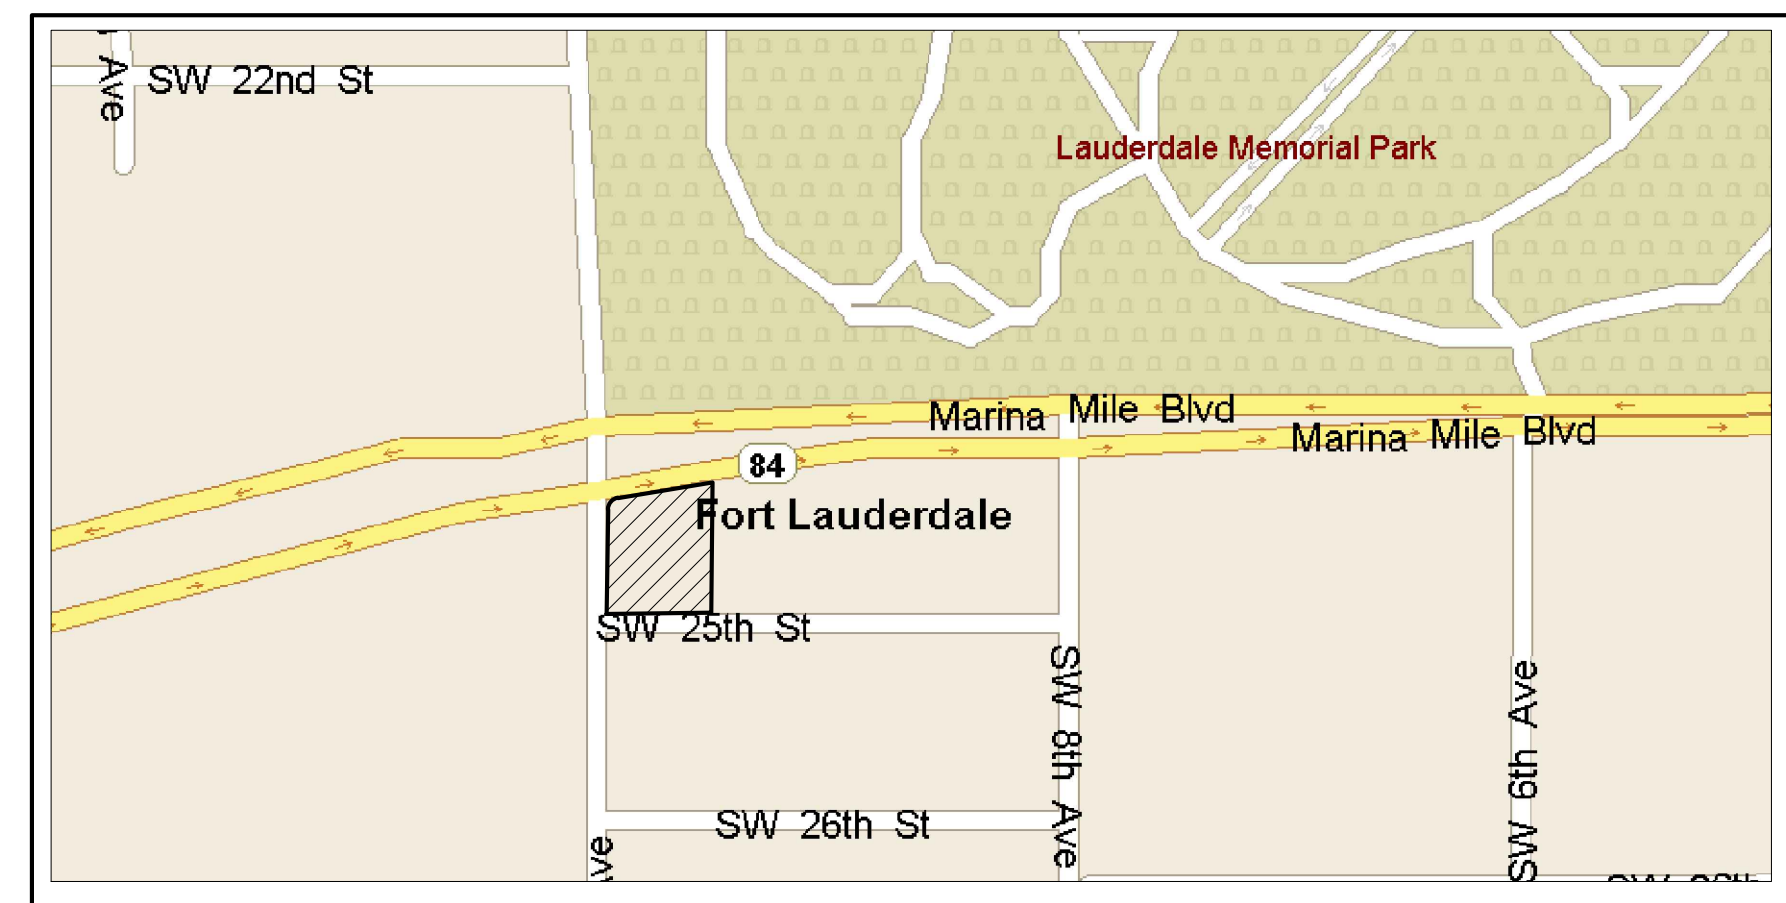 Ave
SW 22nd St
Lauderdale Memorial Park
Marina Mile Blvd
Marina Mile Blvd
84
Fort Lauderdale
SW 25th St
SW 8th Ave
SW 6th Ave
SW 26th St